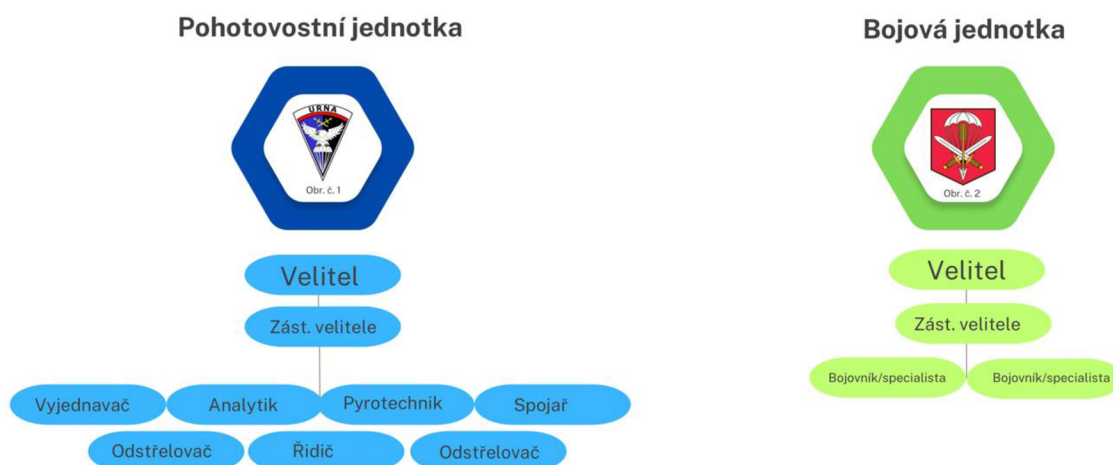 Pohotovostní jednotka
URNA
Obr. č. 1
Velitel
Zást. velitele
Vyjednavač
Analytik
Pyrotechnik
Spojař
Odstřelovač
Řidič
Odstřelovač
Bojová jednotka
Obr. č. 2
Velitel
Zást. velitele
Bojovník/specialista
Bojovník/specialista